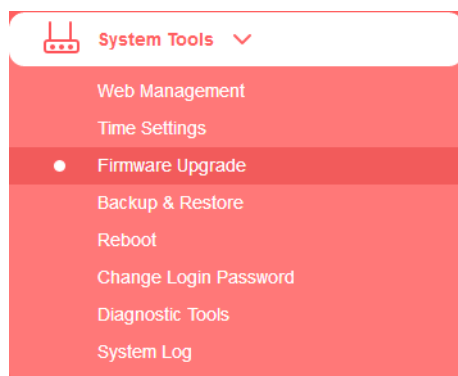 System Tools
Web Management
Time Settings
Firmware Upgrade
Backup & Restore
Reboot
Change Login Password
Diagnostic Tools
System Log